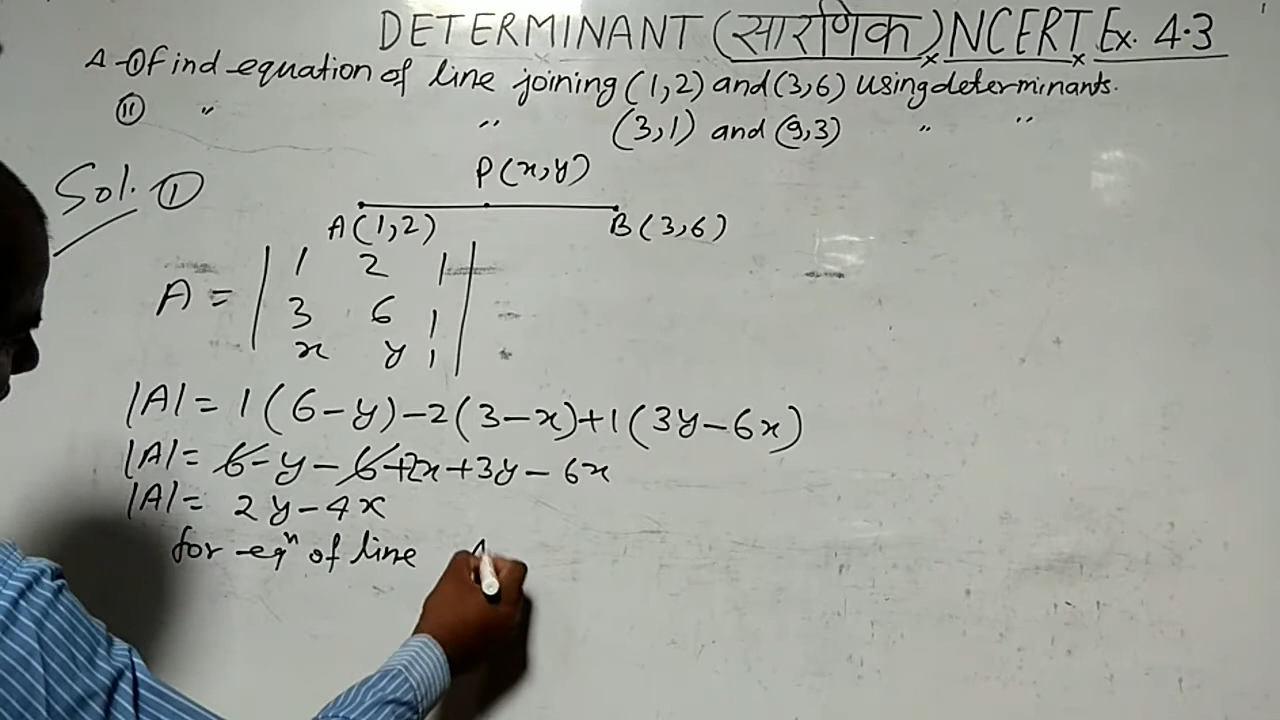 DETERMINANT (सारणिक) NCERT Ex. 4.3
A-① Find equation of line joining (1,2) and (3,6) using determinants.
② " " (3,1) and (9,3) " "
Sol. ①
P(x,y)
A(1,2) B(3,6)
A = | 1 2 1 |
| 3 6 1 |
| x y 1 |
|A| = 1(6-y)-2(3-x)+1(3y-6x)
|A| = 6-y-6+2x+3y-6x
|A| = 2y-4x
for eqⁿ of line